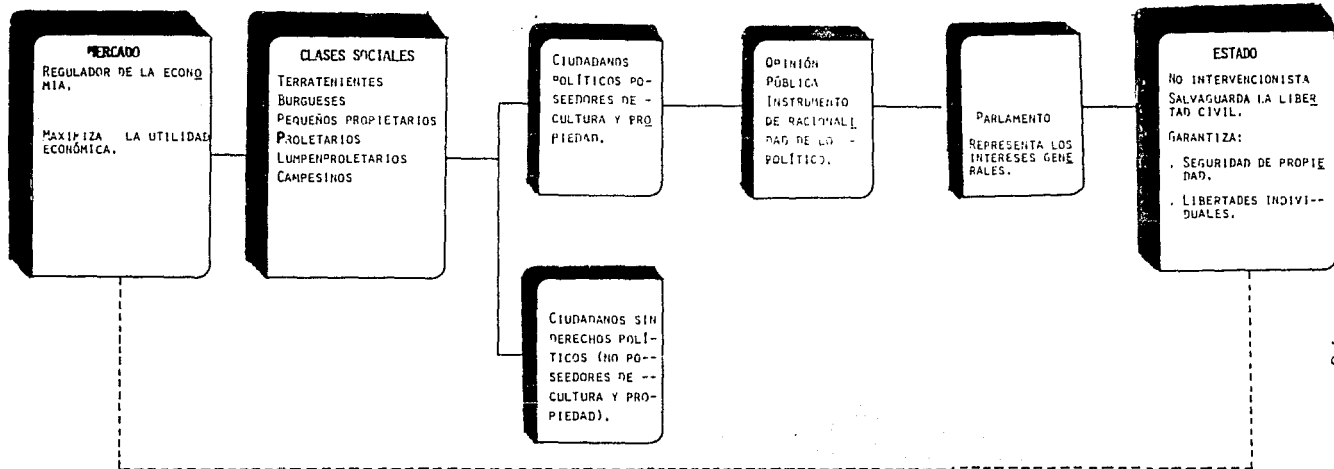 MERCADO
REGULADOR DE LA ECONO
MIA.
MAXIMIZA LA UTILIDAD
ECONÓMICA.
CLASES SOCIALES
TERRATENIENTES
BURGUESES
PEQUEÑOS PROPIETARIOS
PROLETARIOS
LUMPENPROLETARIOS
CAMPESINOS
CIUDADANOS
POLÍTICOS PO-
SEEDORES DE -
CULTURA Y PRO
PIEDAD.
CIUDADANOS SIN
DERECHOS POLÍ-
TICOS (NO PO--
SEEDORES DE --
CULTURA Y PRO-
PIEDAD).
OPINIÓN
PÚBLICA
INSTRUMENTO
DE RACIONALI
DAD DE LO --
POLÍTICO.
PARLAMENTO
REPRESENTA LOS
INTERESES GENE
RALES.
ESTADO
NO INTERVENCIONISTA
SALVAGUARDA LA LIBER
TAD CIVIL.
GARANTIZA:
. SEGURIDAD DE PROPIE
DAD.
. LIBERTADES INDIVI--
DUALES.